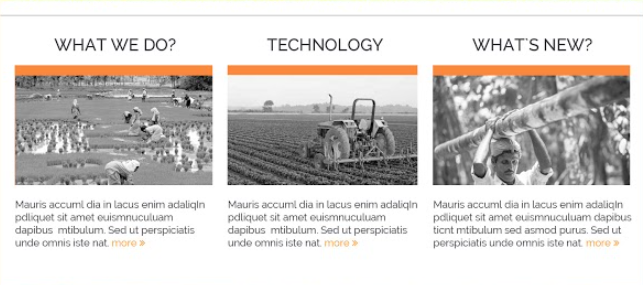 WHAT WE DO?
Mauris accuml dia in lacus enim adaliqIn
pdliquet sit amet euismnuculuam
dapibus mtibulum. Sed ut perspiciatis
unde omnis iste nat. more »
TECHNOLOGY
Mauris accuml dia in lacus enim adaliqIn
pdliquet sit amet euismnuculuam
dapibus mtibulum. Sed ut perspiciatis
unde omnis iste nat. more »
WHAT`S NEW?
Mauris accuml dia in lacus enim adaliqIn
pdliquet sit amet euismnuculuam dapibus
ticnt mtibulum sed asmod purus. Sed ut
perspiciatis unde omnis iste nat. more »